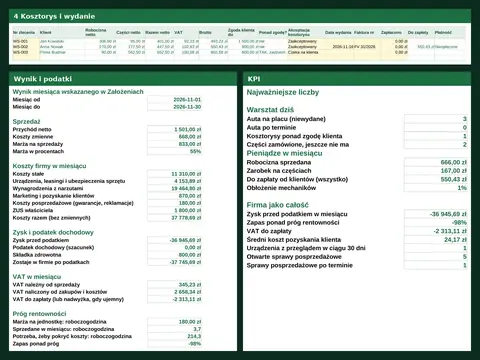 4 Kosztorys i wydanie
Nr zlecenia Klient Robocizna netto Części netto Razem netto VAT Brutto Zgoda klienta do Ponad zgodę? Akceptacja kosztorysu Data wydania Faktura nr Zapłacono Do zapłaty Płatność
WS-001
WS-002
WS-003
Wynik i podatki
Wynik miesiąca wskazanego w Założeniach
Miesiąc od 2026-11-01
Miesiąc do 2026-11-30
Sprzedaż
Przychód netto 1 501,00 zł
Koszty zmienne 668,00 zł
Marża na sprzedaży 833,00 zł
Marża w procentach 55%
Koszty firmy w miesiącu
Koszty stałe 11 310,00 zł
Urządzenia, leasingi i ubezpieczenia sprzętu 4 153,89 zł
Wynagrodzenia z narzutami 19 464,80 zł
Marketing i pozyskanie klientów 870,00 zł
Koszty posprzedażowe (gwarancje, reklamacje) 180,00 zł
ZUS właściciela 1 800,00 zł
Koszty razem (bez zmiennych) 37 778,69 zł
Zysk i podatek dochodowy
Zysk przed podatkiem -36 945,69 zł
Podatek dochodowy (szacunek) 0,00 zł
Składka zdrowotna 800,00 zł
Zostaje w firmie po podatkach -37 745,69 zł
VAT w miesiącu
VAT należny od sprzedaży 345,23 zł
VAT naliczony od zakupów i kosztów 2 658,34 zł
VAT do zapłaty (lub nadwyżka, gdy ujemny) -2 313,11 zł
Próg rentowności
Marża na jednostkę: roboczogodzina 180,00 zł
Sprzedane w miesiącu: roboczogodzina 3,7
Potrzeba, żeby pokryć koszty: roboczogodzina 214,3
Zapas ponad próg -98%
KPI
Najważniejsze liczby
Warsztat dziś
Auta na placu (niewydane) 3
Auta po terminie 0
Kosztorysy ponad zgodę klienta 1
Części zamówione, jeszcze nie ma 2
Pieniądze w miesiącu
Robocizna sprzedana 666,00 zł
Zarobek na częściach 167,00 zł
Do zapłaty od klientów (wszystko) 550,43 zł
Obłożenie mechaników 1%
Firma jako całość
Zysk przed podatkiem w miesiącu -36 945,69 zł
Zapas ponad próg rentowności -98%
VAT do zapłaty -2 313,11 zł
Średni koszt pozyskania klienta 24,17 zł
Urządzenia z przeglądem w ciągu 30 dni 1
Otwarte sprawy posprzedażowe 5
Sprawy posprzedażowe po terminie 1